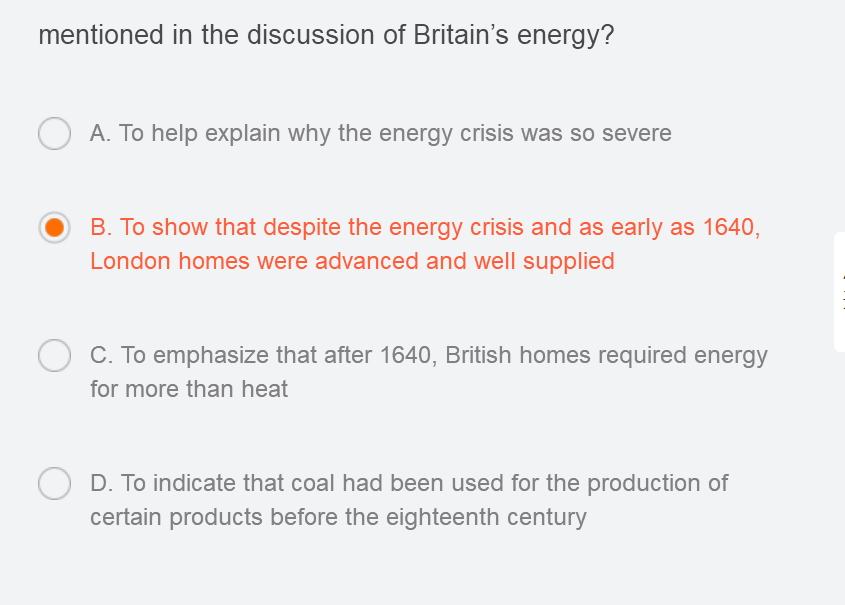 mentioned in the discussion of Britain’s energy?
A. To help explain why the energy crisis was so severe
B. To show that despite the energy crisis and as early as 1640,
London homes were advanced and well supplied
C. To emphasize that after 1640, British homes required energy
for more than heat
D. To indicate that coal had been used for the production of
certain products before the eighteenth century